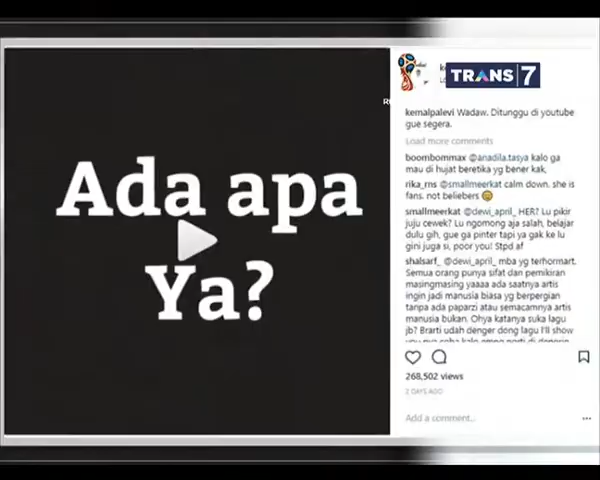 TRANS|7
Ada apa
Ya?
kemalpalevi Wadaw. Ditunggu di youtube
gue segera.
Load more comments
boombommax @anadila.tasya kalo ga
mau di hujat beretika yg bener kak,
rika_rns @smallmeerkat calm down. she is
fans. not beliebers
smallmeerkat @dewi_april_ HER? Lu pikir
juju cewek? Lu ngomong aja salah, belajar
dulu gih, gue ga pinter tapi ya gak ke lu
gini juga si, poor you! Stpd af
shalsarf_ @dewi_april_ mba yg terhormart.
Semua orang punya sifat dan pemikiran
masingmasing yaaaa ada saatnya artis
ingin jadi manusia biasa yg berpergian
tanpa ada paparzi atau semacamnya artis
manusia bukan. Ohya katanya suka lagu
jb? Brarti udah denger dong lagu I'll show
268,502 views
2 DAYS AGO
Add a comment...